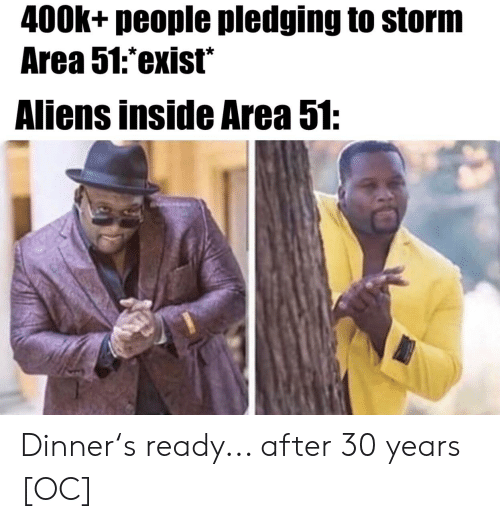 400k+ people pledging to storm
Area 51:*exist*
Aliens inside Area 51:
Dinner's ready... after 30 years
[OC]